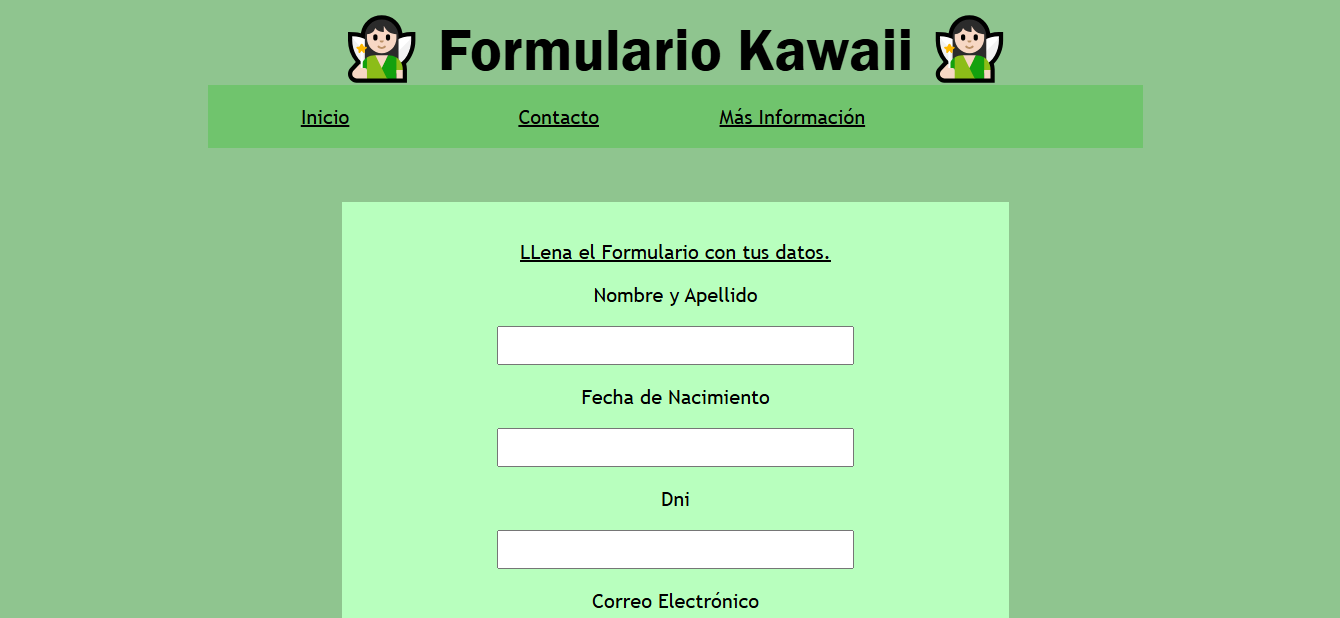 Formulario Kawaii
Inicio Contacto Más Información
LLena el Formulario con tus datos.
Nombre y Apellido
Fecha de Nacimiento
Dni
Correo Electrónico